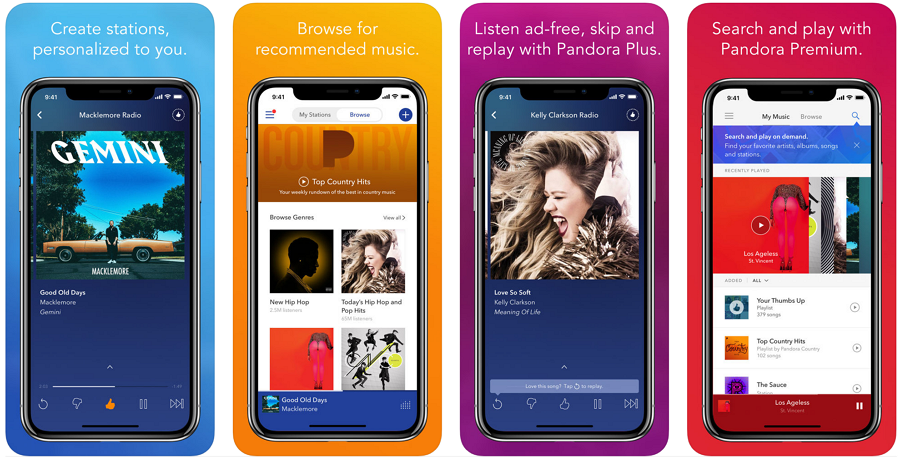 Create stations,
personalized to you.
9:41
Macklemore Radio
GEMINI
MACKLEMORE
Good Old Days
Macklemore
Gemini
Browse for
recommended music.
9:41
My Stations
Browse
COUNTRY
Top Country Hits
Your weekly rundown of the best in country music
Browse Genres
View all
New Hip Hop
2.5M listeners
Today's Hip Hop and
Pop Hits
65M listeners
Good Old Days
Macklemore
Listen ad-free, skip and
replay with Pandora Plus.
9:41
Kelly Clarkson Radio
MEANING OF LIFE
Love So Soft
Kelly Clarkson
Meaning Of Life
Love this song? Tap to replay.
Search and play with
Pandora Premium.
9:41
My Music
Browse
Search and play on demand.
Find your favorite artists, albums, songs
and stations.
RECENTLY PLAYED
Los Ageless
St. Vincent
ADDED
ALL
Your Thumbs Up
Playlist
379 songs
Top Country Hits
Playlist by Pandora Country
102 songs
The Sauce
Los Ageless
St. Vincent